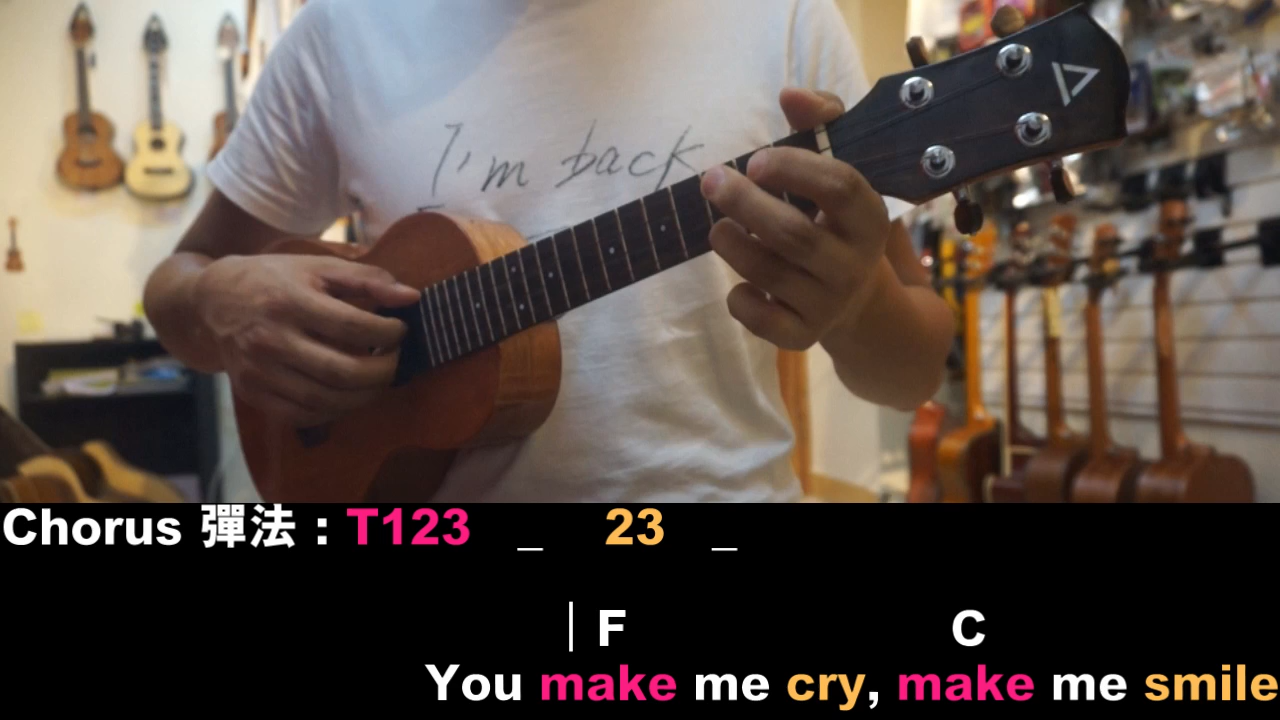 I'm back
Chorus 彈法 : T123 _ 23 _
| F C
You make me cry, make me smile